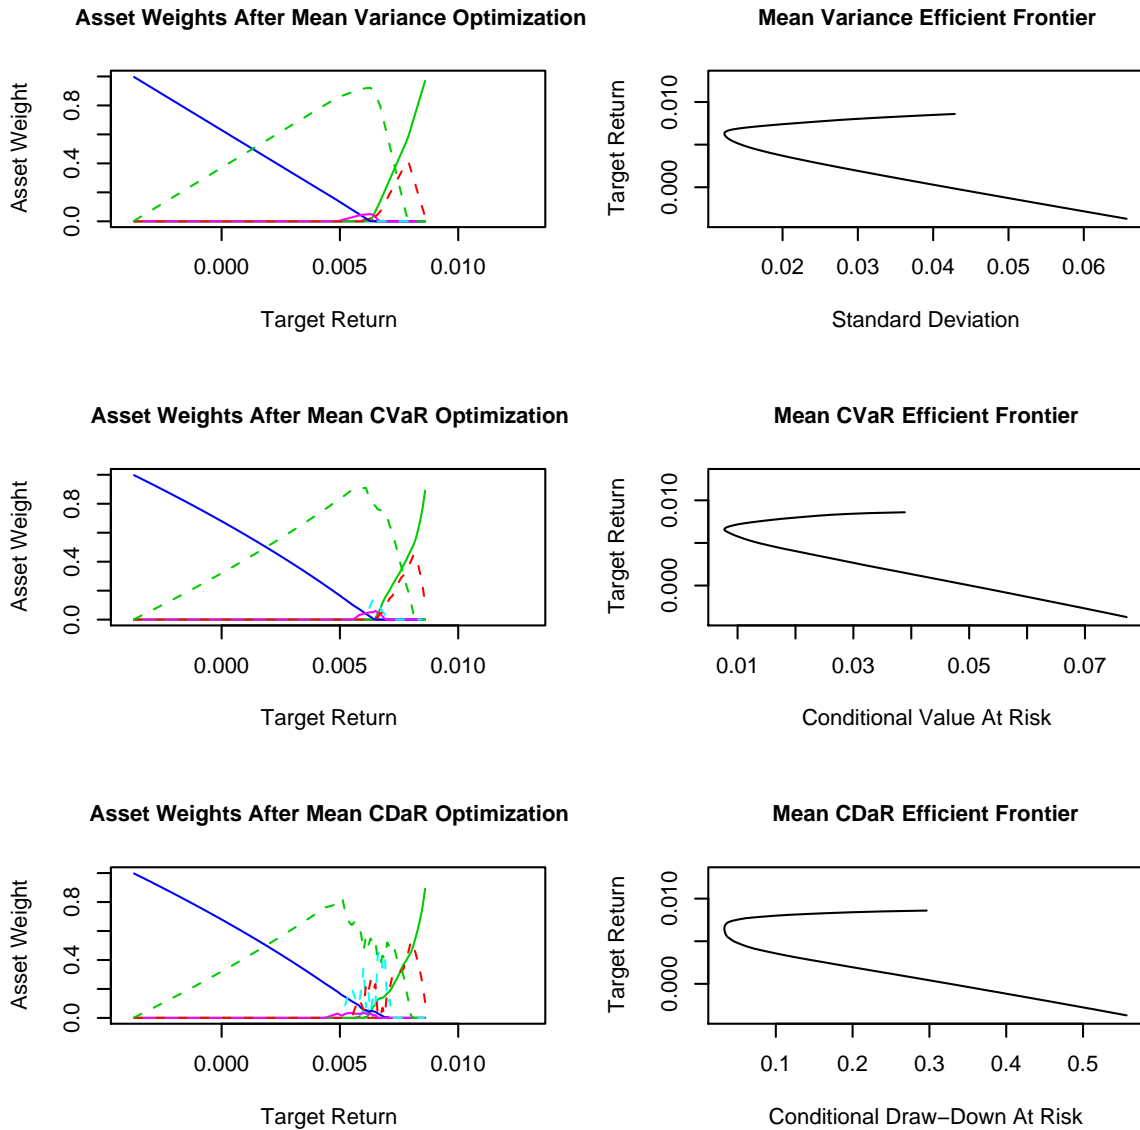 Asset Weights After Mean Variance Optimization
Asset Weight
0.0 0.4 0.8
0.000 0.005 0.010
Target Return
Mean Variance Efficient Frontier
Target Return
0.000 0.010
0.02 0.03 0.04 0.05 0.06
Standard Deviation
Asset Weights After Mean CVaR Optimization
Asset Weight
0.0 0.4 0.8
0.000 0.005 0.010
Target Return
Mean CVaR Efficient Frontier
Target Return
0.000 0.010
0.01 0.03 0.05 0.07
Conditional Value At Risk
Asset Weights After Mean CDaR Optimization
Asset Weight
0.0 0.4 0.8
0.000 0.005 0.010
Target Return
Mean CDaR Efficient Frontier
Target Return
0.000 0.010
0.1 0.2 0.3 0.4 0.5
Conditional Draw−Down At Risk